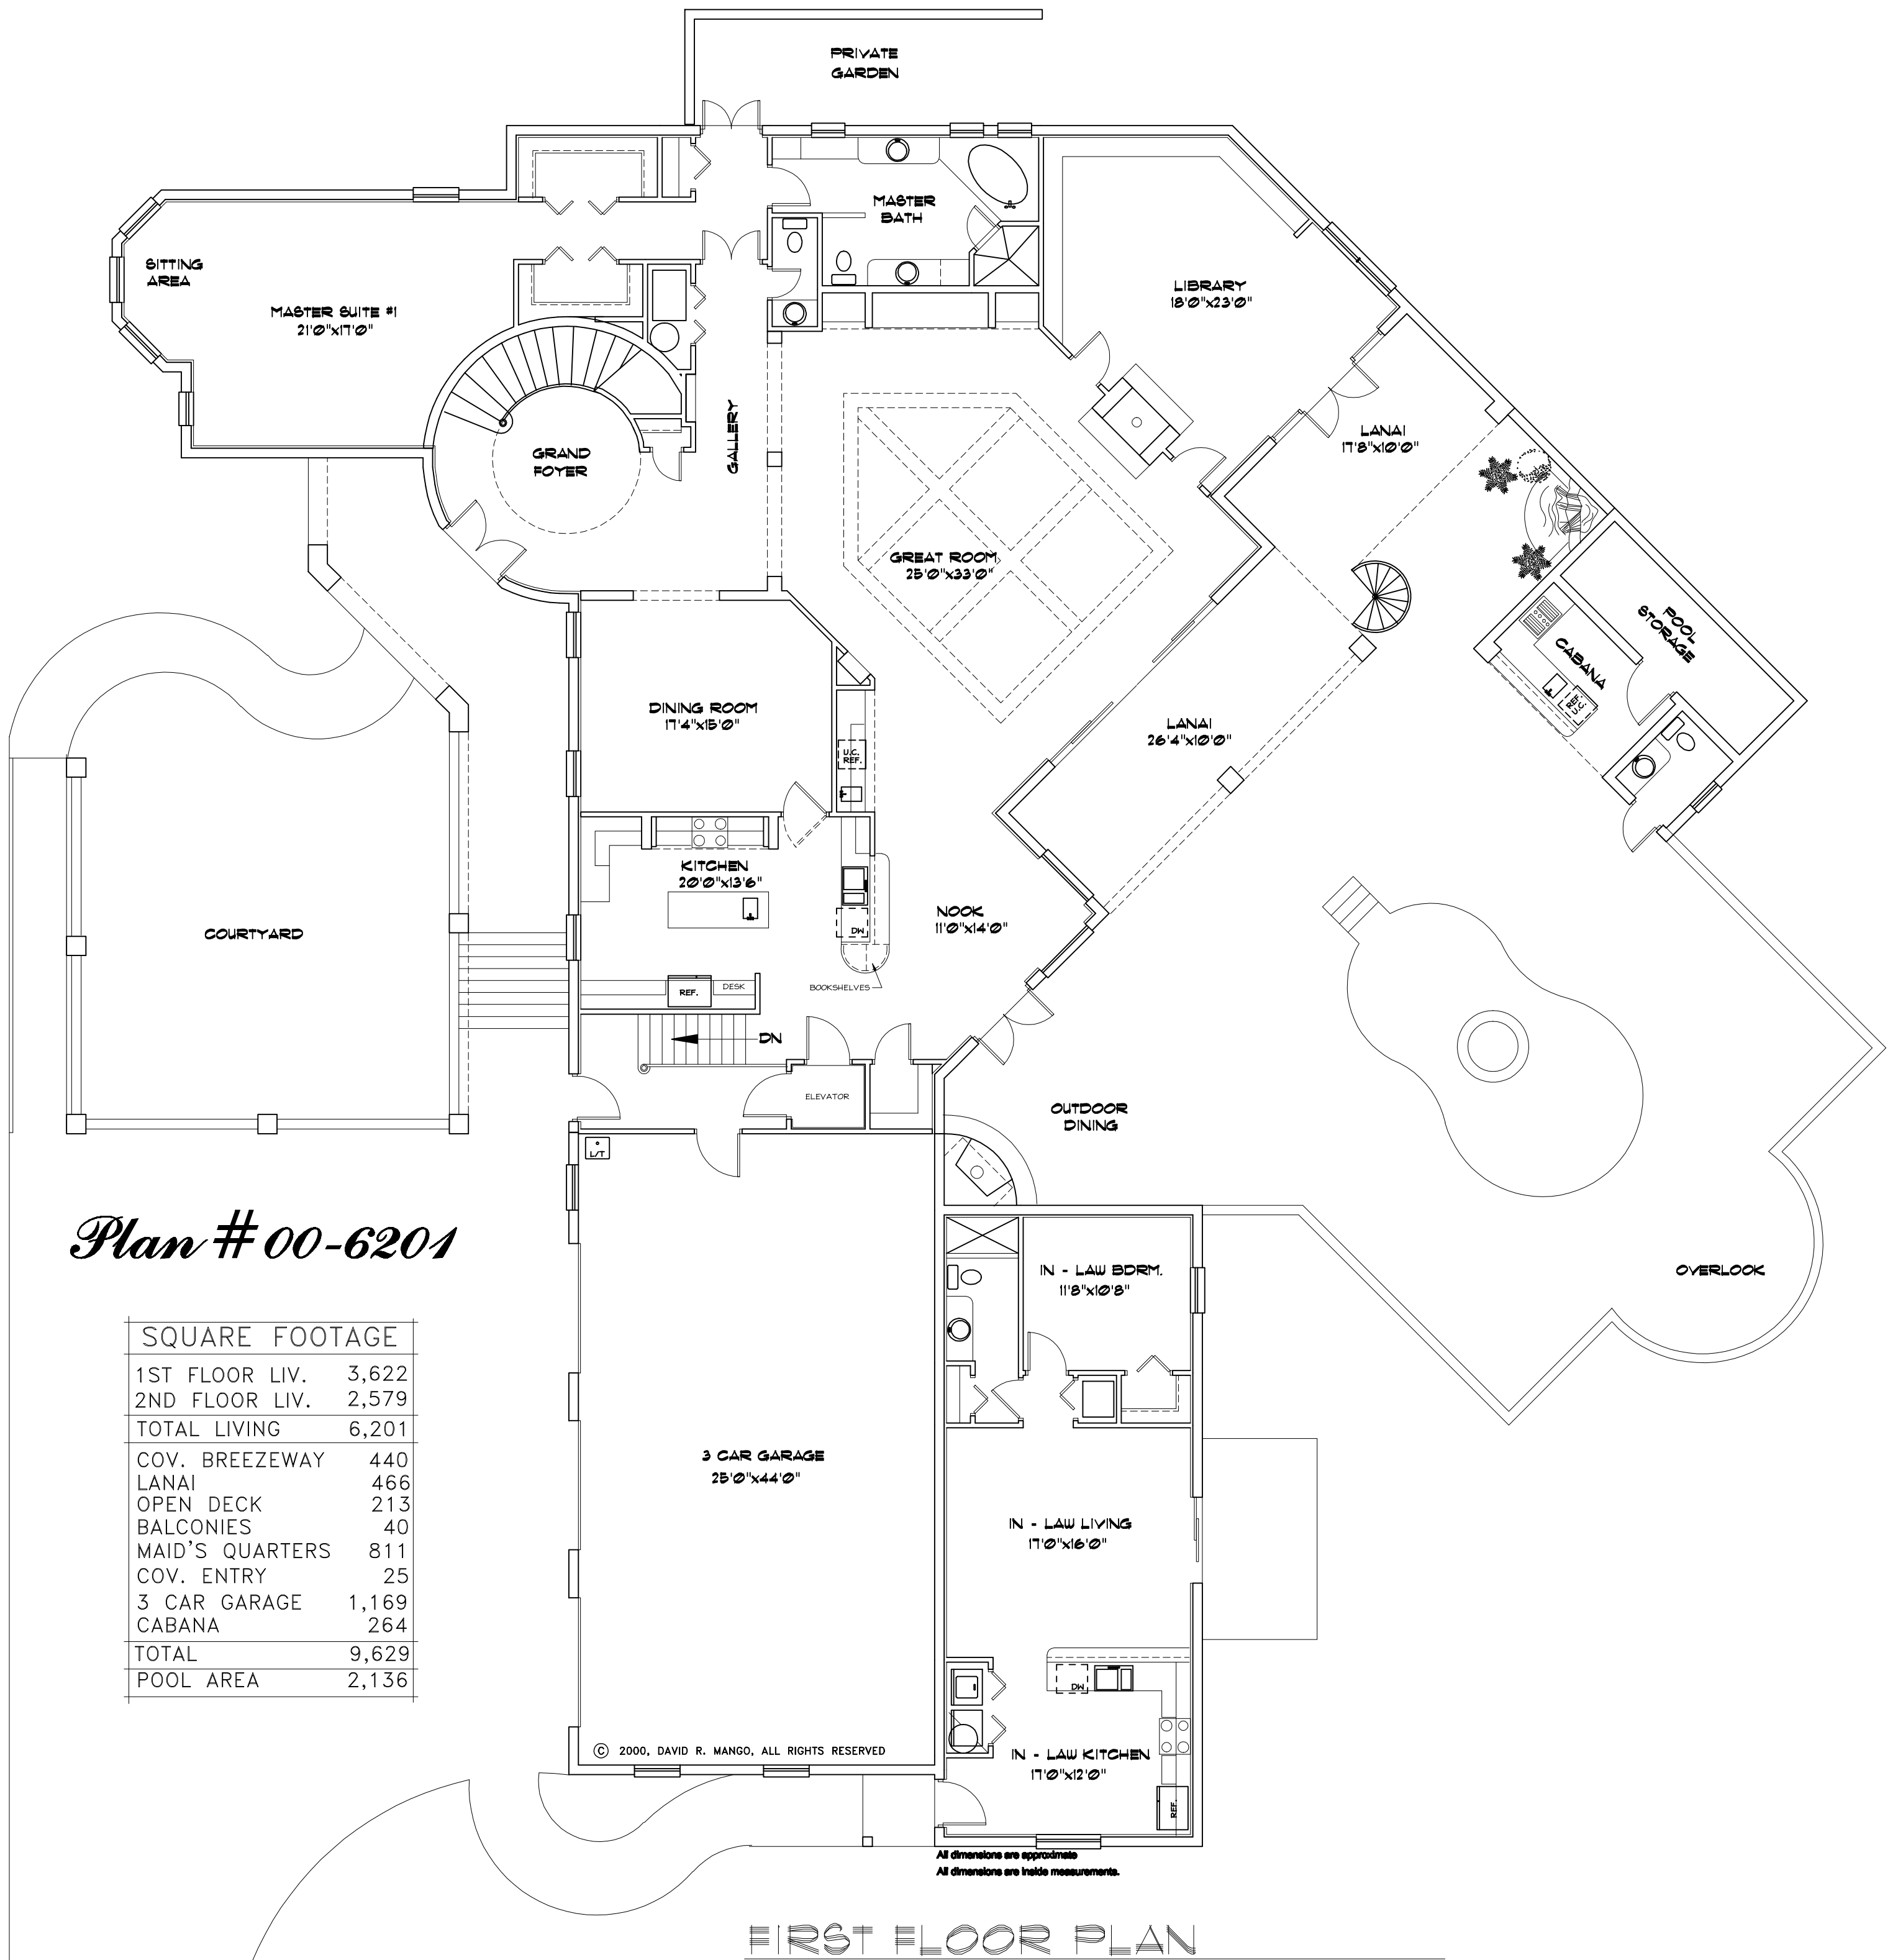 PRIVATE
GARDEN
MASTER
BATH
SITTING
AREA
MASTER SUITE #1
21'0"x17'0"
LIBRARY
18'0"x23'0"
GALLERY
GRAND
FOYER
LANAI
17'8"x10'0"
GREAT ROOM
25'0"x33'0"
POOL
STORAGE
CABANA
REF.
U.C.
DINING ROOM
17'4"x15'0"
U.C.
REF.
LANAI
26'4"x10'0"
KITCHEN
20'0"x13'6"
DW
NOOK
11'0"x14'0"
COURTYARD
REF.
DESK
BOOKSHELVES
DN
ELEVATOR
OUTDOOR
DINING
L/T
Plan # 00-6201
IN - LAW BDRM.
11'8"x10'8"
OVERLOOK
SQUARE FOOTAGE
1ST FLOOR LIV. 3,622
2ND FLOOR LIV. 2,579
TOTAL LIVING 6,201
COV. BREEZEWAY 440
LANAI 466
OPEN DECK 213
BALCONIES 40
MAID'S QUARTERS 811
COV. ENTRY 25
3 CAR GARAGE 1,169
CABANA 264
TOTAL 9,629
POOL AREA 2,136
3 CAR GARAGE
25'0"x44'0"
IN - LAW LIVING
17'0"x16'0"
DW
IN - LAW KITCHEN
17'0"x12'0"
REF.
© 2000, DAVID R. MANGO, ALL RIGHTS RESERVED
All dimensions are approximate
All dimensions are inside measurements.
FIRST FLOOR PLAN